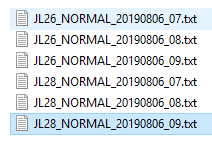 JL26_NORMAL_20190806_07.txt
JL26_NORMAL_20190806_08.txt
JL26_NORMAL_20190806_09.txt
JL28_NORMAL_20190806_07.txt
JL28_NORMAL_20190806_08.txt
JL28_NORMAL_20190806_09.txt